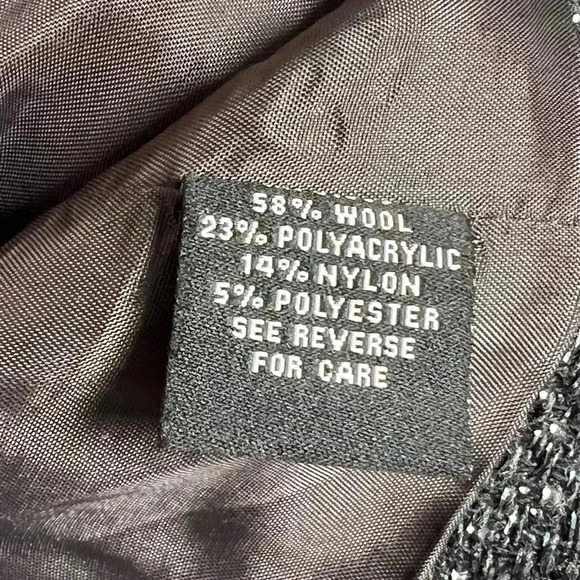 58% WOOL
23% POLYACRYLIC
14% NYLON
5% POLYESTER
SEE REVERSE
FOR CARE